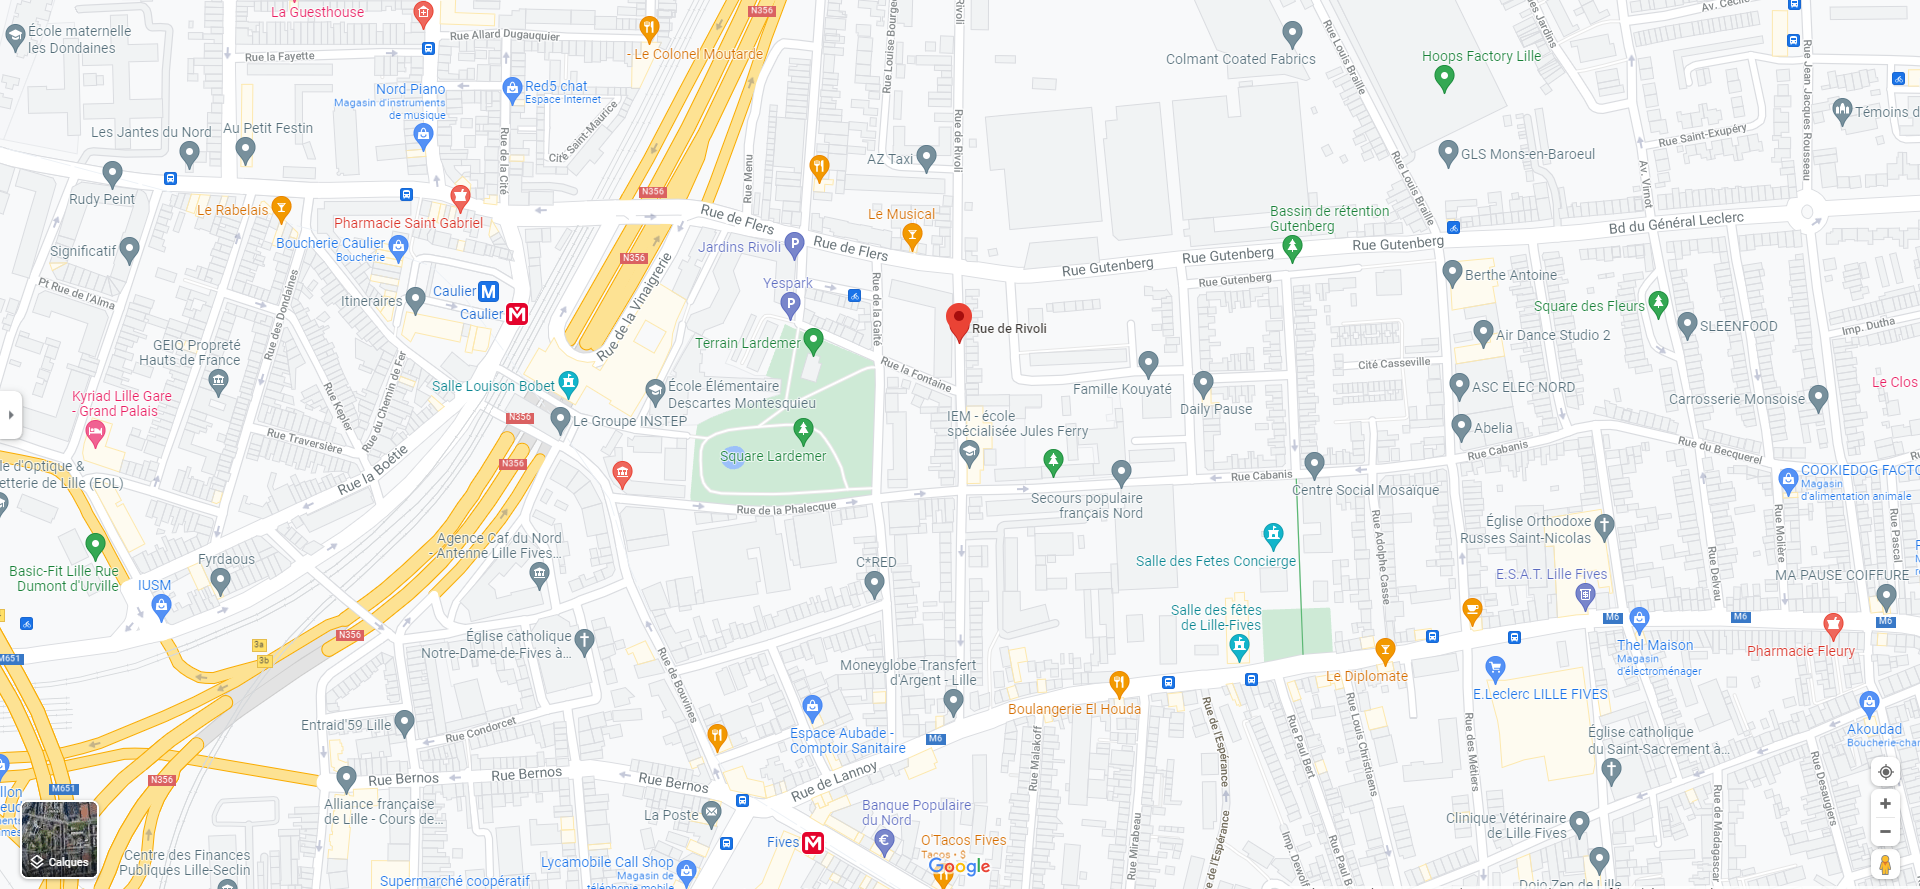 La Guesthouse
N356
École maternelle
les Dondaines
Rue Allard Dugauquier
Rue la Fayette
- Le Colonel Moutarde
Rue Louise Bourgeo
Rivoli
Rue Louis Braille
es Jardins
Av. Cécile
Colmant Coated Fabrics
Hoops Factory Lille
Rue Jean Jacques Rousseau
Nord Piano
Magasin d'instruments
de musique
Red5 chat
Espace Internet
Cité Saint-Maurice
Rue de la Cité
Les Jantes du Nord
Au Petit Festin
Rue de Rivoli
Témoins d
Rue Saint-Exupéry
AZ Taxi
GLS Mons-en-Baroeul
Rue Louis Braille
Av. Virnot
Rue Menu
Rudy Peint
N356
Le Rabelais
Pharmacie Saint Gabriel
Rue de Flers
Le Musical
Bassin de rétention
Gutenberg
Bd du Général Leclerc
Significatif
Boucherie Caulier
Boucherie
Jardins Rivoli
Rue de Flers
Rue Gutenberg
Rue Gutenberg
Rue Gutenberg
N356
Rue Gutenberg
Berthe Antoine
Pt Rue de l'Alma
Rue des Dondaines
Caulier
Itineraires
Caulier
Yespark
Rue de la Gaîté
Rue de la Vinaigrerie
Square des Fleurs
SLEENFOOD
Imp. Dutha
Rue de Rivoli
Air Dance Studio 2
GEIQ Propreté
Hauts de France
Terrain Lardemer
Rue la Fontaine
Cité Casseville
Rue du Chemin de Fer
Rue Kepler
Salle Louison Bobet
École Élémentaire
Descartes Montesquieu
Famille Kouyaté
Daily Pause
ASC ELEC NORD
Le Clos
Kyriad Lille Gare
- Grand Palais
Carrosserie Monsoise
N356
Le Groupe INSTEP
IEM - école
spécialisée Jules Ferry
Abelia
Rue Traversière
Rue la Boétie
Rue Cabanis
Rue du Becquerel
Square Lardemer
N356
le d'Optique &
etterie de Lille (EOL)
Rue Cabanis
COOKIEDOG FACTO
Magasin
d'alimentation animale
Secours populaire
français Nord
Centre Social Mosaïque
Rue de la Phalecque
Rue Adolphe Casse
Rue Molière
Rue Pascal
Église Orthodoxe
Russes Saint-Nicolas
Agence Caf du Nord
- Antenne Lille Fives...
Salle des Fetes Concierge
Fyrdaous
C*RED
Basic-Fit Lille Rue
Dumont d'Urville
IUSM
E.S.A.T. Lille Fives
Rue Delvau
MA PAUSE COIFFURE
Salle des fêtes
de Lille-Fives
M6
M6
M6
N356
3a
3b
M651
Église catholique
Notre-Dame-de-Fives à...
Rue de Bouvines
Thel Maison
Magasin
d'électroménager
Pharmacie Fleury
Moneyglobe Transfert
d'Argent - Lille
Le Diplomate
E.Leclerc LILLE FIVES
Boulangerie El Houda
Rue de l'Espérance
Rue Paul Bert
Rue Louis Christiaens
Rue des Métiers
Entraid'59 Lille
Rue Condorcet
Espace Aubade -
Comptoir Sanitaire
M6
Rue Makoff
Église catholique
du Saint-Sacrement à...
Akoudad
Boucherie-char
Rue Desaugiers
Rue Bernos
Rue Bernos
Rue Bernos
Rue de Lannoy
N356
M651
Alliance française
de Lille - Cours de...
La Poste
Banque Populaire
du Nord
Rue Mirabeau
e de l'Espérance
Imp. Dewolf
Rue Paul B
Clinique Vétérinaire
de Lille Fives
Rue de Madagascar
Fives
O'Tacos Fives
Tacos • $
Google
Calques
Centre des Finances
Publiques Lille-Seclin
Supermarché coopératif
Lycamobile Call Shop
Magasin de
téléphonie mobile
Dojo Zen de Lille